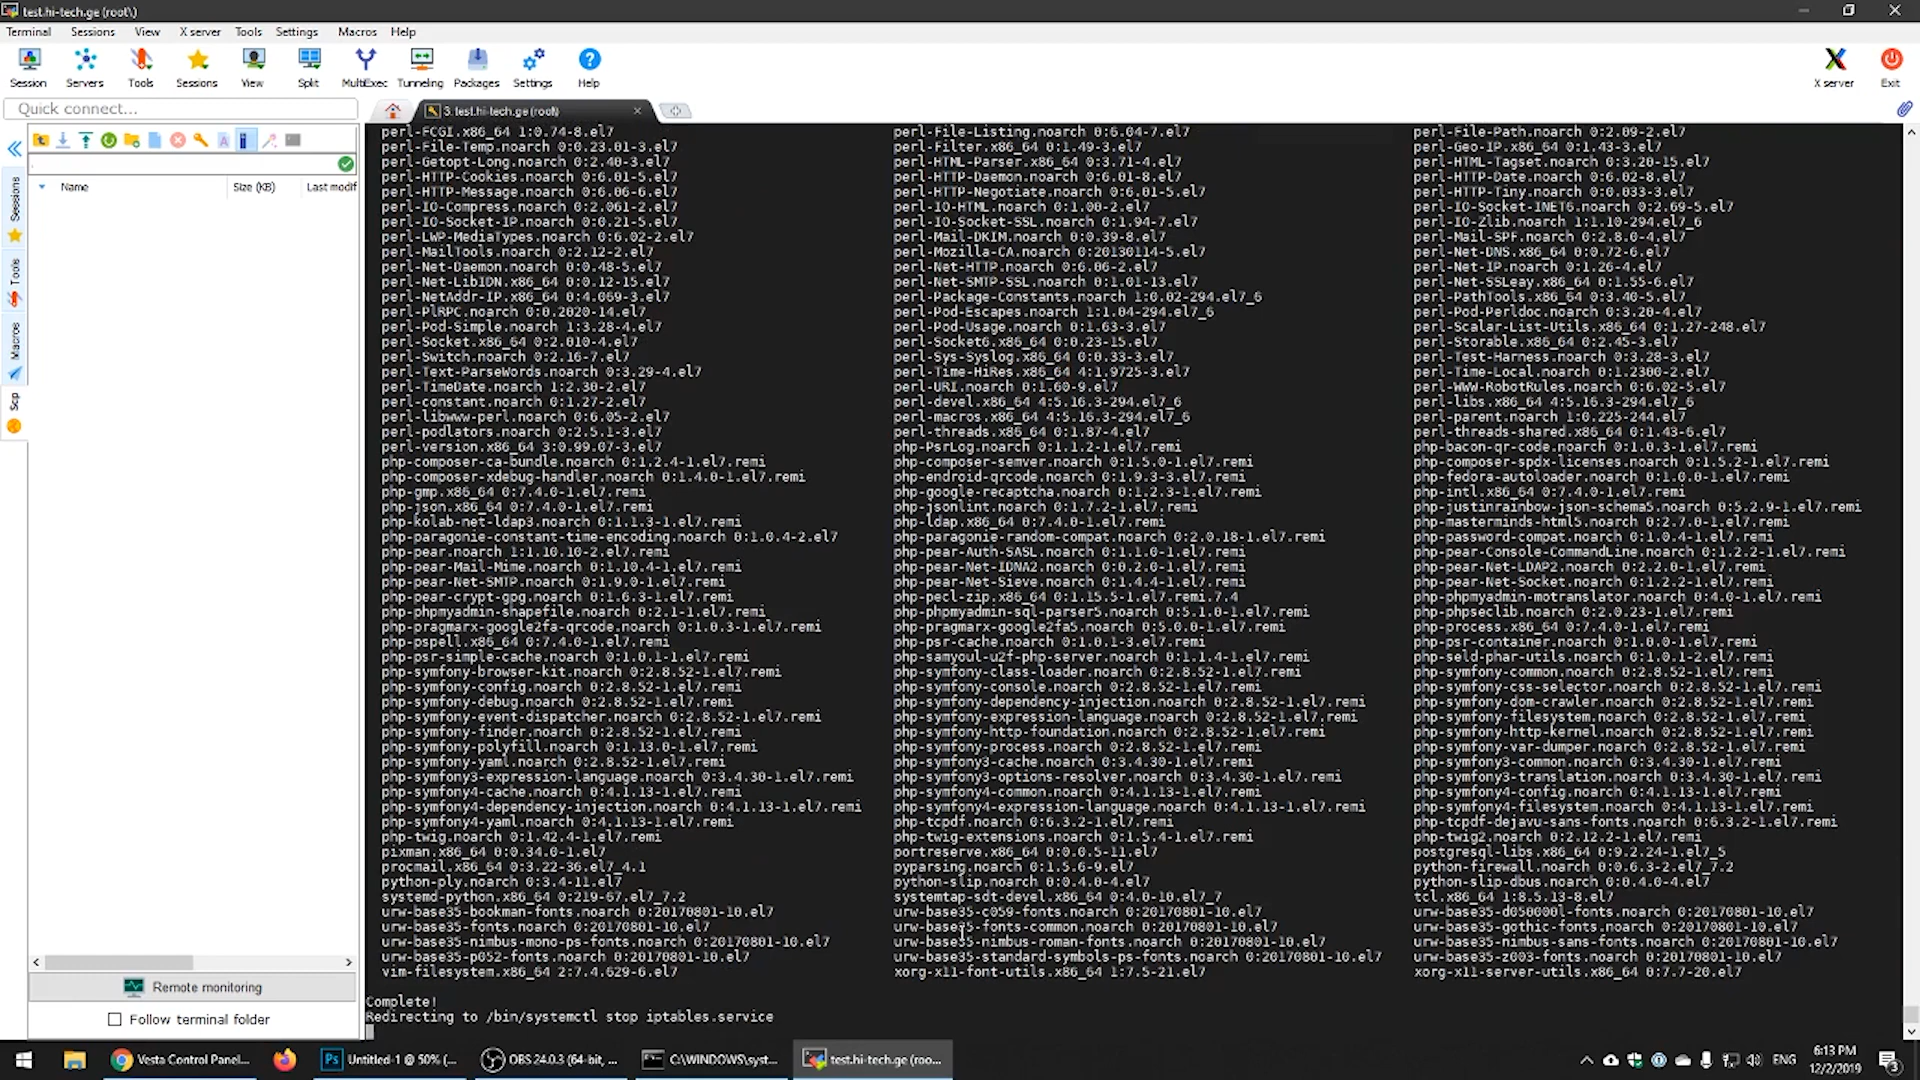 test.hi-tech.ge (root\)
Terminal Sessions View X server Tools Settings Macros Help
Session Servers Tools Sessions View Split MultiExec Tunneling Packages Settings Help X server Exit
Quick connect...
3. test.hi-tech.ge (root\)
Name Size (KB) Last modif
Sessions
Tools
Macros
Scp
perl-FCGI.x86_64 1:0.74-8.el7 perl-File-Listing.noarch 0:6.04-7.el7 perl-File-Path.noarch 0:2.09-2.el7
perl-File-Temp.noarch 0:0.23.01-3.el7 perl-Filter.x86_64 0:1.49-3.el7 perl-Geo-IP.x86_64 0:1.43-3.el7
perl-Getopt-Long.noarch 0:2.40-3.el7 perl-HTML-Parser.x86_64 0:3.71-4.el7 perl-HTML-Tagset.noarch 0:3.20-15.el7
perl-HTTP-Cookies.noarch 0:6.01-5.el7 perl-HTTP-Daemon.noarch 0:6.01-8.el7 perl-HTTP-Date.noarch 0:6.02-8.el7
perl-HTTP-Message.noarch 0:6.06-6.el7 perl-HTTP-Negotiate.noarch 0:6.01-5.el7 perl-HTTP-Tiny.noarch 0:0.033-3.el7
perl-IO-Compress.noarch 0:2.061-2.el7 perl-IO-HTML.noarch 0:1.00-2.el7 perl-IO-Socket-INET6.noarch 0:2.69-5.el7
perl-IO-Socket-IP.noarch 0:0.21-5.el7 perl-IO-Socket-SSL.noarch 0:1.94-7.el7 perl-IO-Zlib.noarch 1:1.10-294.el7_6
perl-LWP-MediaTypes.noarch 0:6.02-2.el7 perl-Mail-DKIM.noarch 0:0.39-8.el7 perl-Mail-SPF.noarch 0:2.8.0-4.el7
perl-MailTools.noarch 0:2.12-2.el7 perl-Mozilla-CA.noarch 0:20130114-5.el7 perl-Net-DNS.x86_64 0:0.72-6.el7
perl-Net-Daemon.noarch 0:0.48-5.el7 perl-Net-HTTP.noarch 0:6.06-2.el7 perl-Net-IP.noarch 0:1.26-4.el7
perl-Net-LibIDN.x86_64 0:0.12-15.el7 perl-Net-SMTP-SSL.noarch 0:1.01-13.el7 perl-Net-SSLeay.x86_64 0:1.55-6.el7
perl-NetAddr-IP.x86_64 0:4.069-3.el7 perl-Package-Constants.noarch 1:0.02-294.el7_6 perl-PathTools.x86_64 0:3.40-5.el7
perl-PlRPC.noarch 0:0.2020-14.el7 perl-Pod-Escapes.noarch 1:1.04-294.el7_6 perl-Pod-Perldoc.noarch 0:3.20-4.el7
perl-Pod-Simple.noarch 1:3.28-4.el7 perl-Pod-Usage.noarch 0:1.63-3.el7 perl-Scalar-List-Utils.x86_64 0:1.27-248.el7
perl-Socket.x86_64 0:2.010-4.el7 perl-Socket6.x86_64 0:0.23-15.el7 perl-Storable.x86_64 0:2.45-3.el7
perl-Switch.noarch 0:2.16-7.el7 perl-Sys-Syslog.x86_64 0:0.33-3.el7 perl-Test-Harness.noarch 0:3.28-3.el7
perl-Text-ParseWords.noarch 0:3.29-4.el7 perl-Time-HiRes.x86_64 4:1.9725-3.el7 perl-Time-Local.noarch 0:1.2300-2.el7
perl-TimeDate.noarch 1:2.30-2.el7 perl-URI.noarch 0:1.60-9.el7 perl-WWW-RobotRules.noarch 0:6.02-5.el7
perl-constant.noarch 0:1.27-2.el7 perl-devel.x86_64 4:5.16.3-294.el7_6 perl-libs.x86_64 4:5.16.3-294.el7_6
perl-libwww-perl.noarch 0:6.05-2.el7 perl-macros.x86_64 4:5.16.3-294.el7_6 perl-parent.noarch 1:0.225-244.el7
perl-podlators.noarch 0:2.5.1-3.el7 perl-threads.x86_64 0:1.87-4.el7 perl-threads-shared.x86_64 0:1.43-6.el7
perl-version.x86_64 3:0.99.07-3.el7 php-PsrLog.noarch 0:1.1.2-1.el7.remi php-bacon-qr-code.noarch 0:1.0.3-1.el7.remi
php-composer-ca-bundle.noarch 0:1.2.4-1.el7.remi php-composer-semver.noarch 0:1.5.0-1.el7.remi php-composer-spdx-licenses.noarch 0:1.5.2-1.el7.remi
php-composer-xdebug-handler.noarch 0:1.4.0-1.el7.remi php-endroid-qrcode.noarch 0:1.9.3-3.el7.remi php-fedora-autoloader.noarch 0:1.0.0-1.el7.remi
php-gmp.x86_64 0:7.4.0-1.el7.remi php-google-recaptcha.noarch 0:1.2.3-1.el7.remi php-intl.x86_64 0:7.4.0-1.el7.remi
php-json.x86_64 0:7.4.0-1.el7.remi php-jsonlint.noarch 0:1.7.2-1.el7.remi php-justinrainbow-json-schema5.noarch 0:5.2.9-1.el7.remi
php-kolab-net-ldap3.noarch 0:1.1.3-1.el7.remi php-ldap.x86_64 0:7.4.0-1.el7.remi php-masterminds-html5.noarch 0:2.7.0-1.el7.remi
php-paragonie-constant-time-encoding.noarch 0:1.0.4-2.el7 php-paragonie-random-compat.noarch 0:2.0.18-1.el7.remi php-password-compat.noarch 0:1.0.4-1.el7.remi
php-pear.noarch 1:1.10.10-2.el7.remi php-pear-Auth-SASL.noarch 0:1.1.0-1.el7.remi php-pear-Console-CommandLine.noarch 0:1.2.2-1.el7.remi
php-pear-Mail-Mime.noarch 0:1.10.4-1.el7.remi php-pear-Net-IDNA2.noarch 0:0.2.0-1.el7.remi php-pear-Net-LDAP2.noarch 0:2.2.0-1.el7.remi
php-pear-Net-SMTP.noarch 0:1.9.0-1.el7.remi php-pear-Net-Sieve.noarch 0:1.4.4-1.el7.remi php-pear-Net-Socket.noarch 0:1.2.2-1.el7.remi
php-pear-crypt-gpg.noarch 0:1.6.3-1.el7.remi php-pecl-zip.x86_64 0:1.15.5-1.el7.remi.7.4 php-phpmyadmin-motranslator.noarch 0:4.0-1.el7.remi
php-phpmyadmin-shapefile.noarch 0:2.1-1.el7.remi php-phpmyadmin-sql-parser5.noarch 0:5.1.0-1.el7.remi php-phpseclib.noarch 0:2.0.23-1.el7.remi
php-pragmarx-google2fa-qrcode.noarch 0:1.0.3-1.el7.remi php-pragmarx-google2fa5.noarch 0:5.0.0-1.el7.remi php-process.x86_64 0:7.4.0-1.el7.remi
php-pspell.x86_64 0:7.4.0-1.el7.remi php-psr-cache.noarch 0:1.0.1-3.el7.remi php-psr-container.noarch 0:1.0.0-1.el7.remi
php-psr-simple-cache.noarch 0:1.0.1-1.el7.remi php-samyoul-u2f-php-server.noarch 0:1.1.4-1.el7.remi php-seld-phar-utils.noarch 0:1.0.1-2.el7.remi
php-symfony-browser-kit.noarch 0:2.8.52-1.el7.remi php-symfony-class-loader.noarch 0:2.8.52-1.el7.remi php-symfony-common.noarch 0:2.8.52-1.el7.remi
php-symfony-config.noarch 0:2.8.52-1.el7.remi php-symfony-console.noarch 0:2.8.52-1.el7.remi php-symfony-css-selector.noarch 0:2.8.52-1.el7.remi
php-symfony-debug.noarch 0:2.8.52-1.el7.remi php-symfony-dependency-injection.noarch 0:2.8.52-1.el7.remi php-symfony-dom-crawler.noarch 0:2.8.52-1.el7.remi
php-symfony-event-dispatcher.noarch 0:2.8.52-1.el7.remi php-symfony-expression-language.noarch 0:2.8.52-1.el7.remi php-symfony-filesystem.noarch 0:2.8.52-1.el7.remi
php-symfony-finder.noarch 0:2.8.52-1.el7.remi php-symfony-http-foundation.noarch 0:2.8.52-1.el7.remi php-symfony-http-kernel.noarch 0:2.8.52-1.el7.remi
php-symfony-polyfill.noarch 0:1.13.0-1.el7.remi php-symfony-process.noarch 0:2.8.52-1.el7.remi php-symfony-var-dumper.noarch 0:2.8.52-1.el7.remi
php-symfony-yaml.noarch 0:2.8.52-1.el7.remi php-symfony3-cache.noarch 0:3.4.30-1.el7.remi php-symfony3-common.noarch 0:3.4.30-1.el7.remi
php-symfony3-expression-language.noarch 0:3.4.30-1.el7.remi php-symfony3-options-resolver.noarch 0:3.4.30-1.el7.remi php-symfony3-translation.noarch 0:3.4.30-1.el7.remi
php-symfony4-cache.noarch 0:4.1.13-1.el7.remi php-symfony4-common.noarch 0:4.1.13-1.el7.remi php-symfony4-config.noarch 0:4.1.13-1.el7.remi
php-symfony4-dependency-injection.noarch 0:4.1.13-1.el7.remi php-symfony4-expression-language.noarch 0:4.1.13-1.el7.remi php-symfony4-filesystem.noarch 0:4.1.13-1.el7.remi
php-symfony4-yaml.noarch 0:4.1.13-1.el7.remi php-tcpdf.noarch 0:6.3.2-1.el7.remi php-tcpdf-dejavu-sans-fonts.noarch 0:6.3.2-1.el7.remi
php-twig.noarch 0:1.42.4-1.el7.remi php-twig-extensions.noarch 0:1.5.4-1.el7.remi php-twig2.noarch 0:2.12.2-1.el7.remi
pixman.x86_64 0:0.34.0-1.el7 portreserve.x86_64 0:0.0.5-11.el7 postgresql-libs.x86_64 0:9.2.24-1.el7_5
procmail.x86_64 0:3.22-36.el7_4.1 pyparsing.noarch 0:1.5.6-9.el7 python-firewall.noarch 0:0.6.3-2.el7_7.2
python-ply.noarch 0:3.4-11.el7 python-slip.noarch 0:0.4.0-4.el7 python-slip-dbus.noarch 0:0.4.0-4.el7
systemd-python.x86_64 0:219-67.el7_7.2 systemtap-sdt-devel.x86_64 0:4.0-10.el7_7 tcl.x86_64 1:8.5.13-8.el7
urw-base35-bookman-fonts.noarch 0:20170801-10.el7 urw-base35-c059-fonts.noarch 0:20170801-10.el7 urw-base35-d050000l-fonts.noarch 0:20170801-10.el7
urw-base35-fonts.noarch 0:20170801-10.el7 urw-base35-fonts-common.noarch 0:20170801-10.el7 urw-base35-gothic-fonts.noarch 0:20170801-10.el7
urw-base35-nimbus-mono-ps-fonts.noarch 0:20170801-10.el7 urw-base35-nimbus-roman-fonts.noarch 0:20170801-10.el7 urw-base35-nimbus-sans-fonts.noarch 0:20170801-10.el7
urw-base35-p052-fonts.noarch 0:20170801-10.el7 urw-base35-standard-symbols-ps-fonts.noarch 0:20170801-10.el7 urw-base35-z003-fonts.noarch 0:20170801-10.el7
vim-filesystem.x86_64 2:7.4.629-6.el7 xorg-x11-font-utils.x86_64 1:7.5-21.el7 xorg-x11-server-utils.x86_64 0:7.7-20.el7
Complete!
Redirecting to /bin/systemctl stop iptables.service
Remote monitoring
Follow terminal folder
Vesta Control Panel... Untitled-1 @ 50% (... OBS 24.0.3 (64-bit, ... C:\WINDOWS\syst... test.hi-tech.ge (roo... ENG 6:13 PM
12/2/2019
3